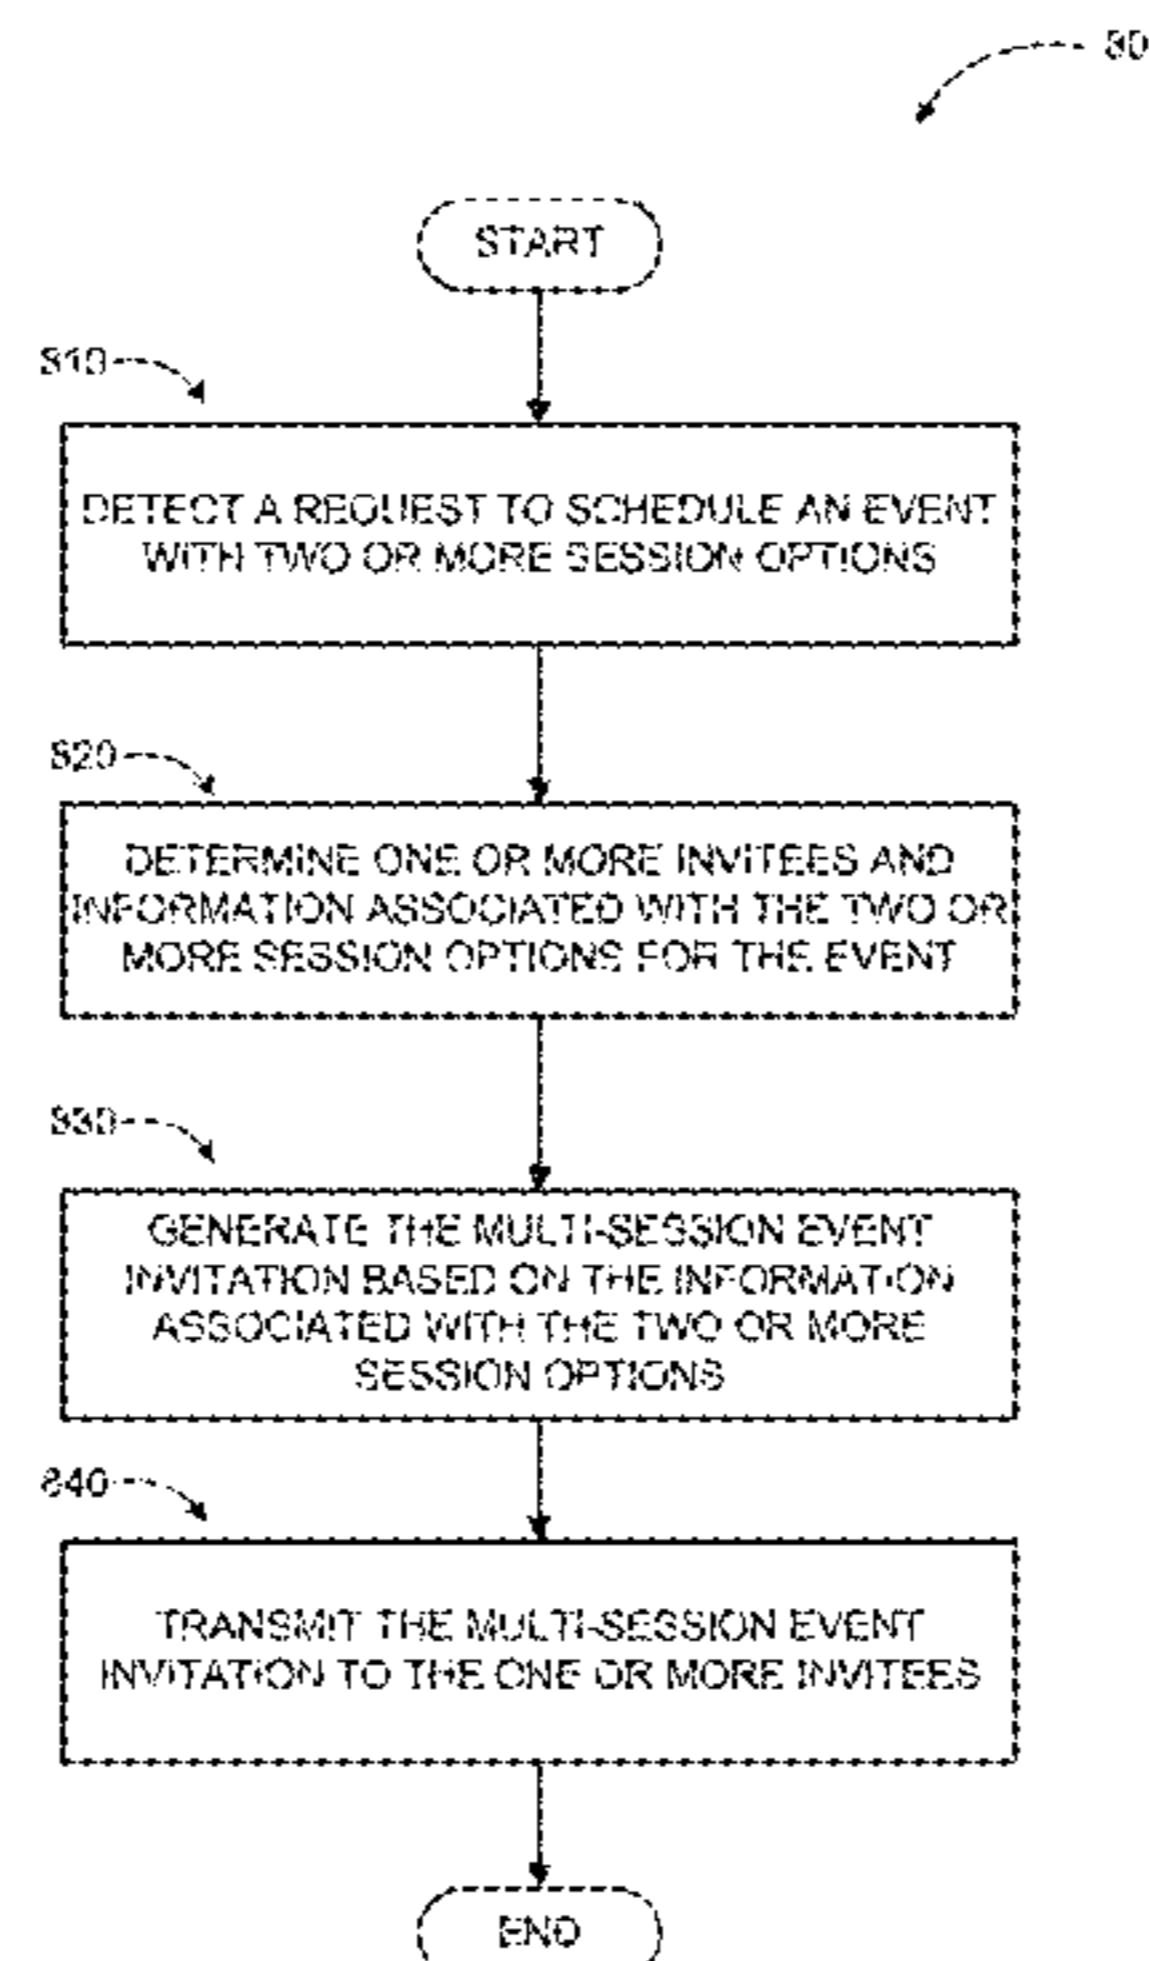 80
START
810
DETECT A REQUEST TO SCHEDULE AN EVENT
WITH TWO OR MORE SESSION OPTIONS
820
DETERMINE ONE OR MORE INVITEES AND
INFORMATION ASSOCIATED WITH THE TWO OR
MORE SESSION OPTIONS FOR THE EVENT
830
GENERATE THE MULTI-SESSION EVENT
INVITATION BASED ON THE INFORMATION
ASSOCIATED WITH THE TWO OR MORE
SESSION OPTIONS
840
TRANSMIT THE MULTI-SESSION EVENT
INVITATION TO THE ONE OR MORE INVITEES
END